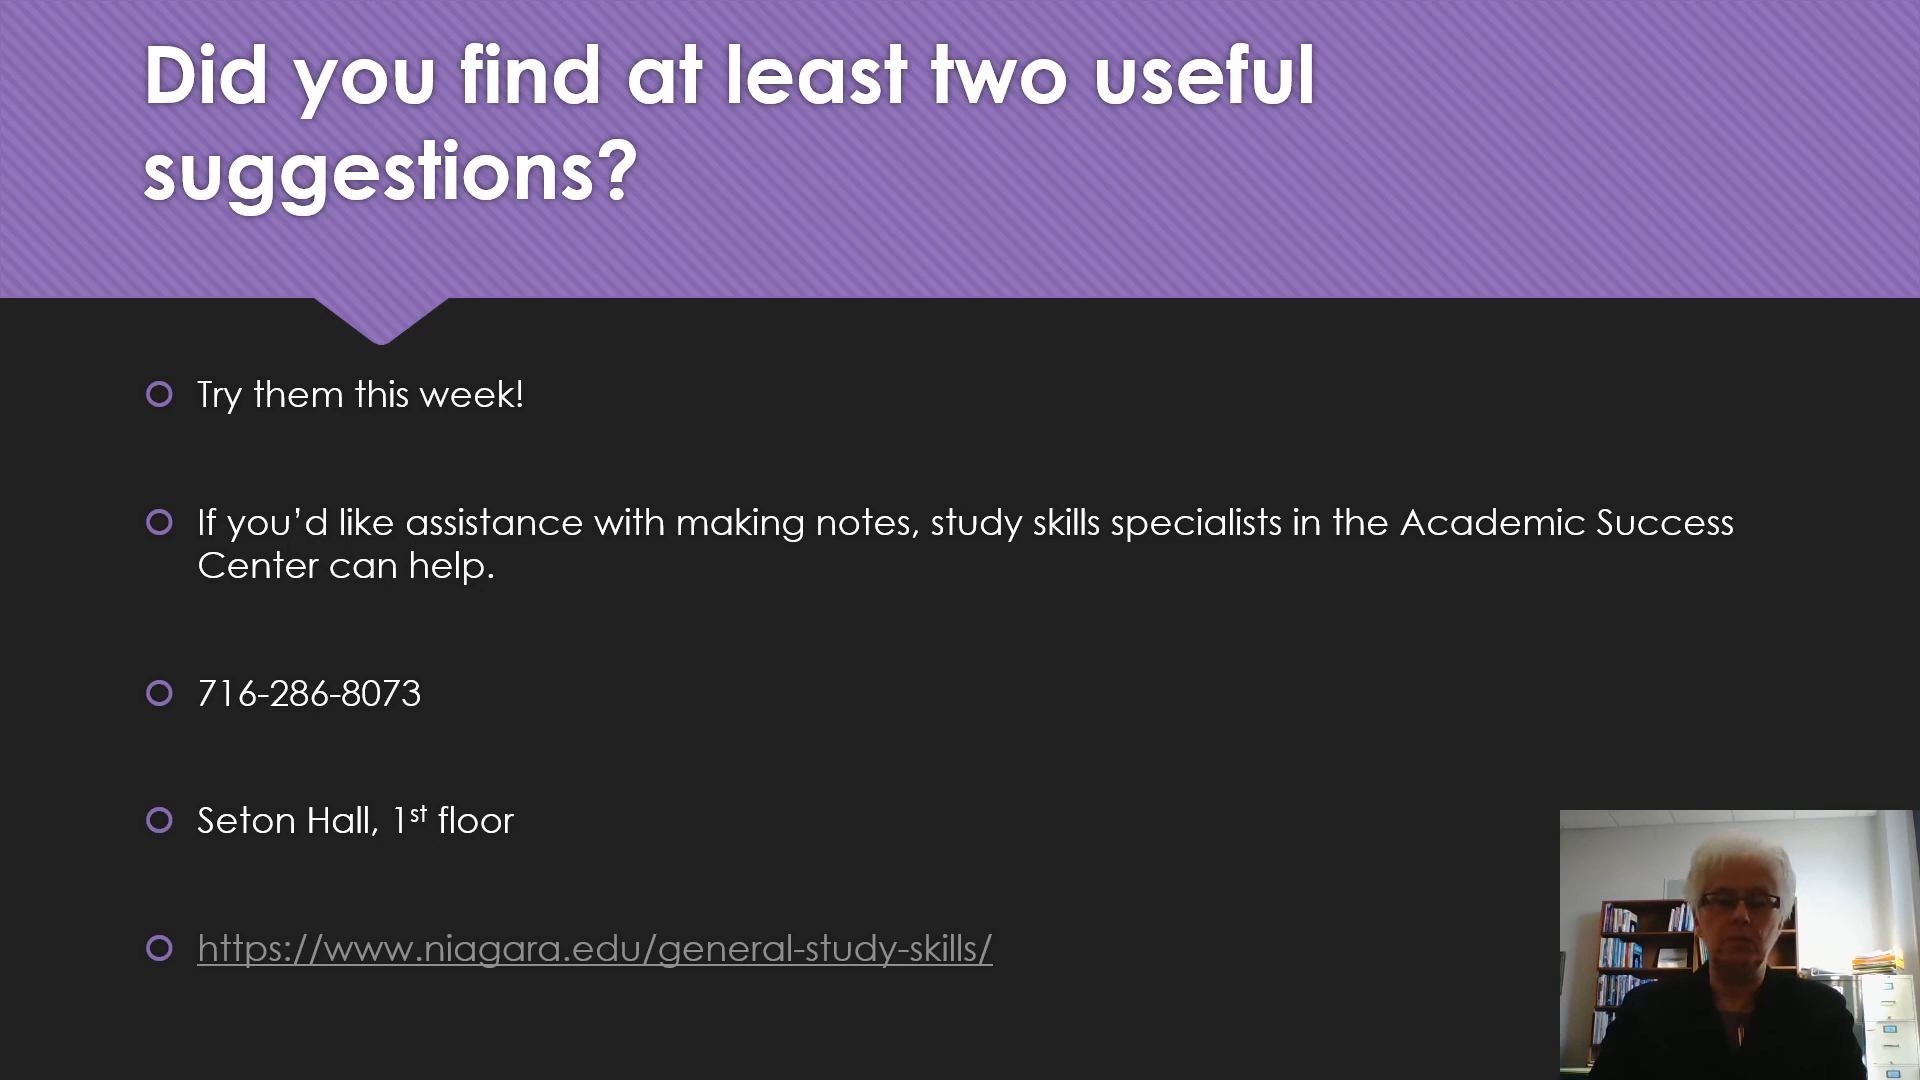 Did you find at least two useful
suggestions?
Try them this week!
If you’d like assistance with making notes, study skills specialists in the Academic Success
Center can help.
716-286-8073
Seton Hall, 1st floor
https://www.niagara.edu/general-study-skills/